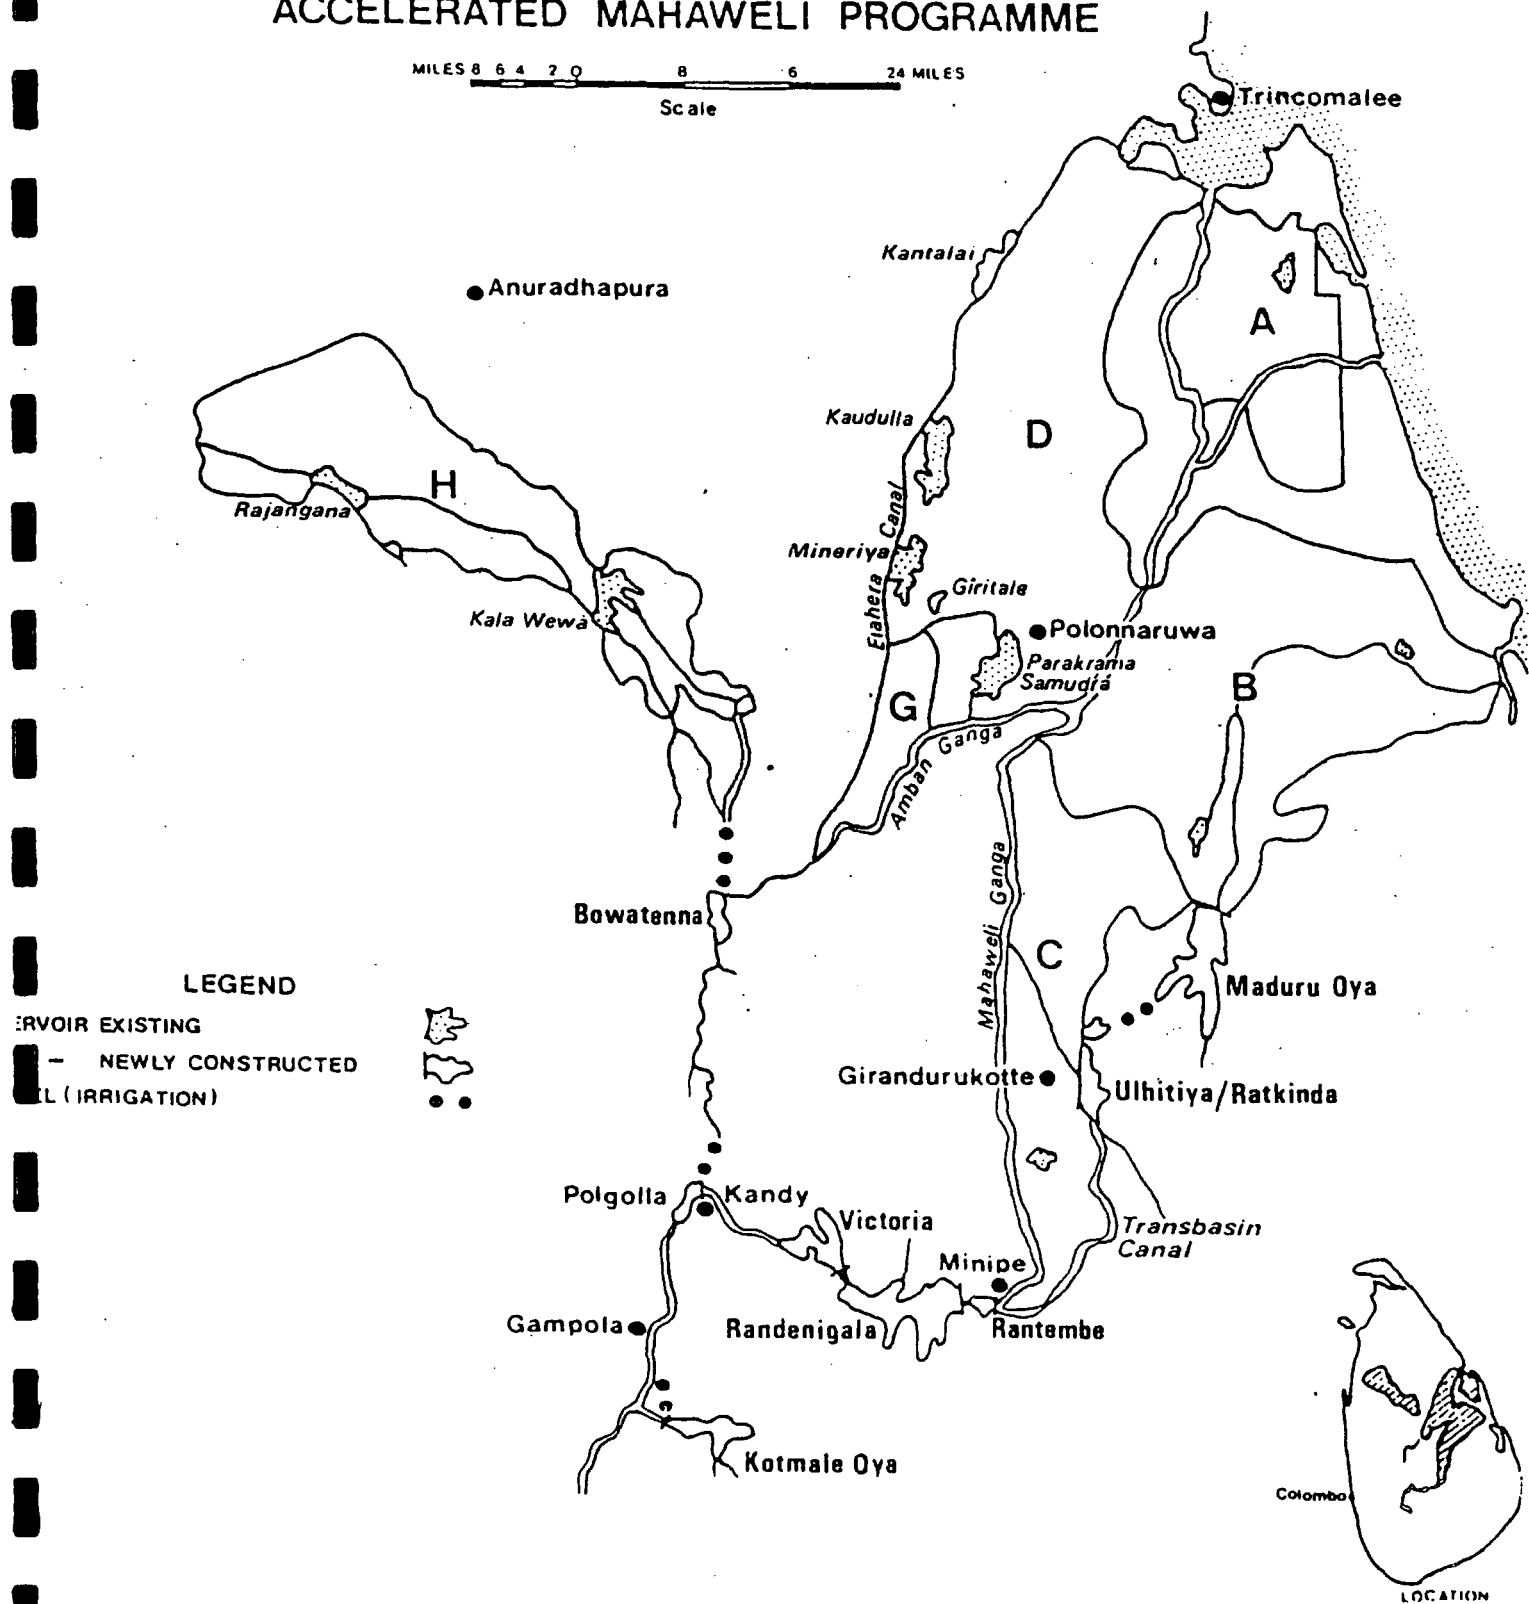 ACCELERATED MAHAWELI PROGRAMME
MILES 8 6 4 2 0 8 6 24 MILES
Scale
Trincomalee
Kantalai
Anuradhapura
A
Kaudulla
D
H
Rajangana
Elahera Canal
Mineriya
Giritale
Kala Wewa
Polonnaruwa
Parakrama
Samudra
B
G
Amban Ganga
Mahaweli Ganga
Bowatenna
C
LEGEND
Maduru Oya
ERVOIR EXISTING
– NEWLY CONSTRUCTED
Girandurukotte
Ulhitiya/Ratkinda
EL (IRRIGATION)
Polgolla
Kandy
Victoria
Transbasin
Canal
Minipe
Gampola
Randenigala
Rantembe
Kotmale Oya
Colombo
LOCATION